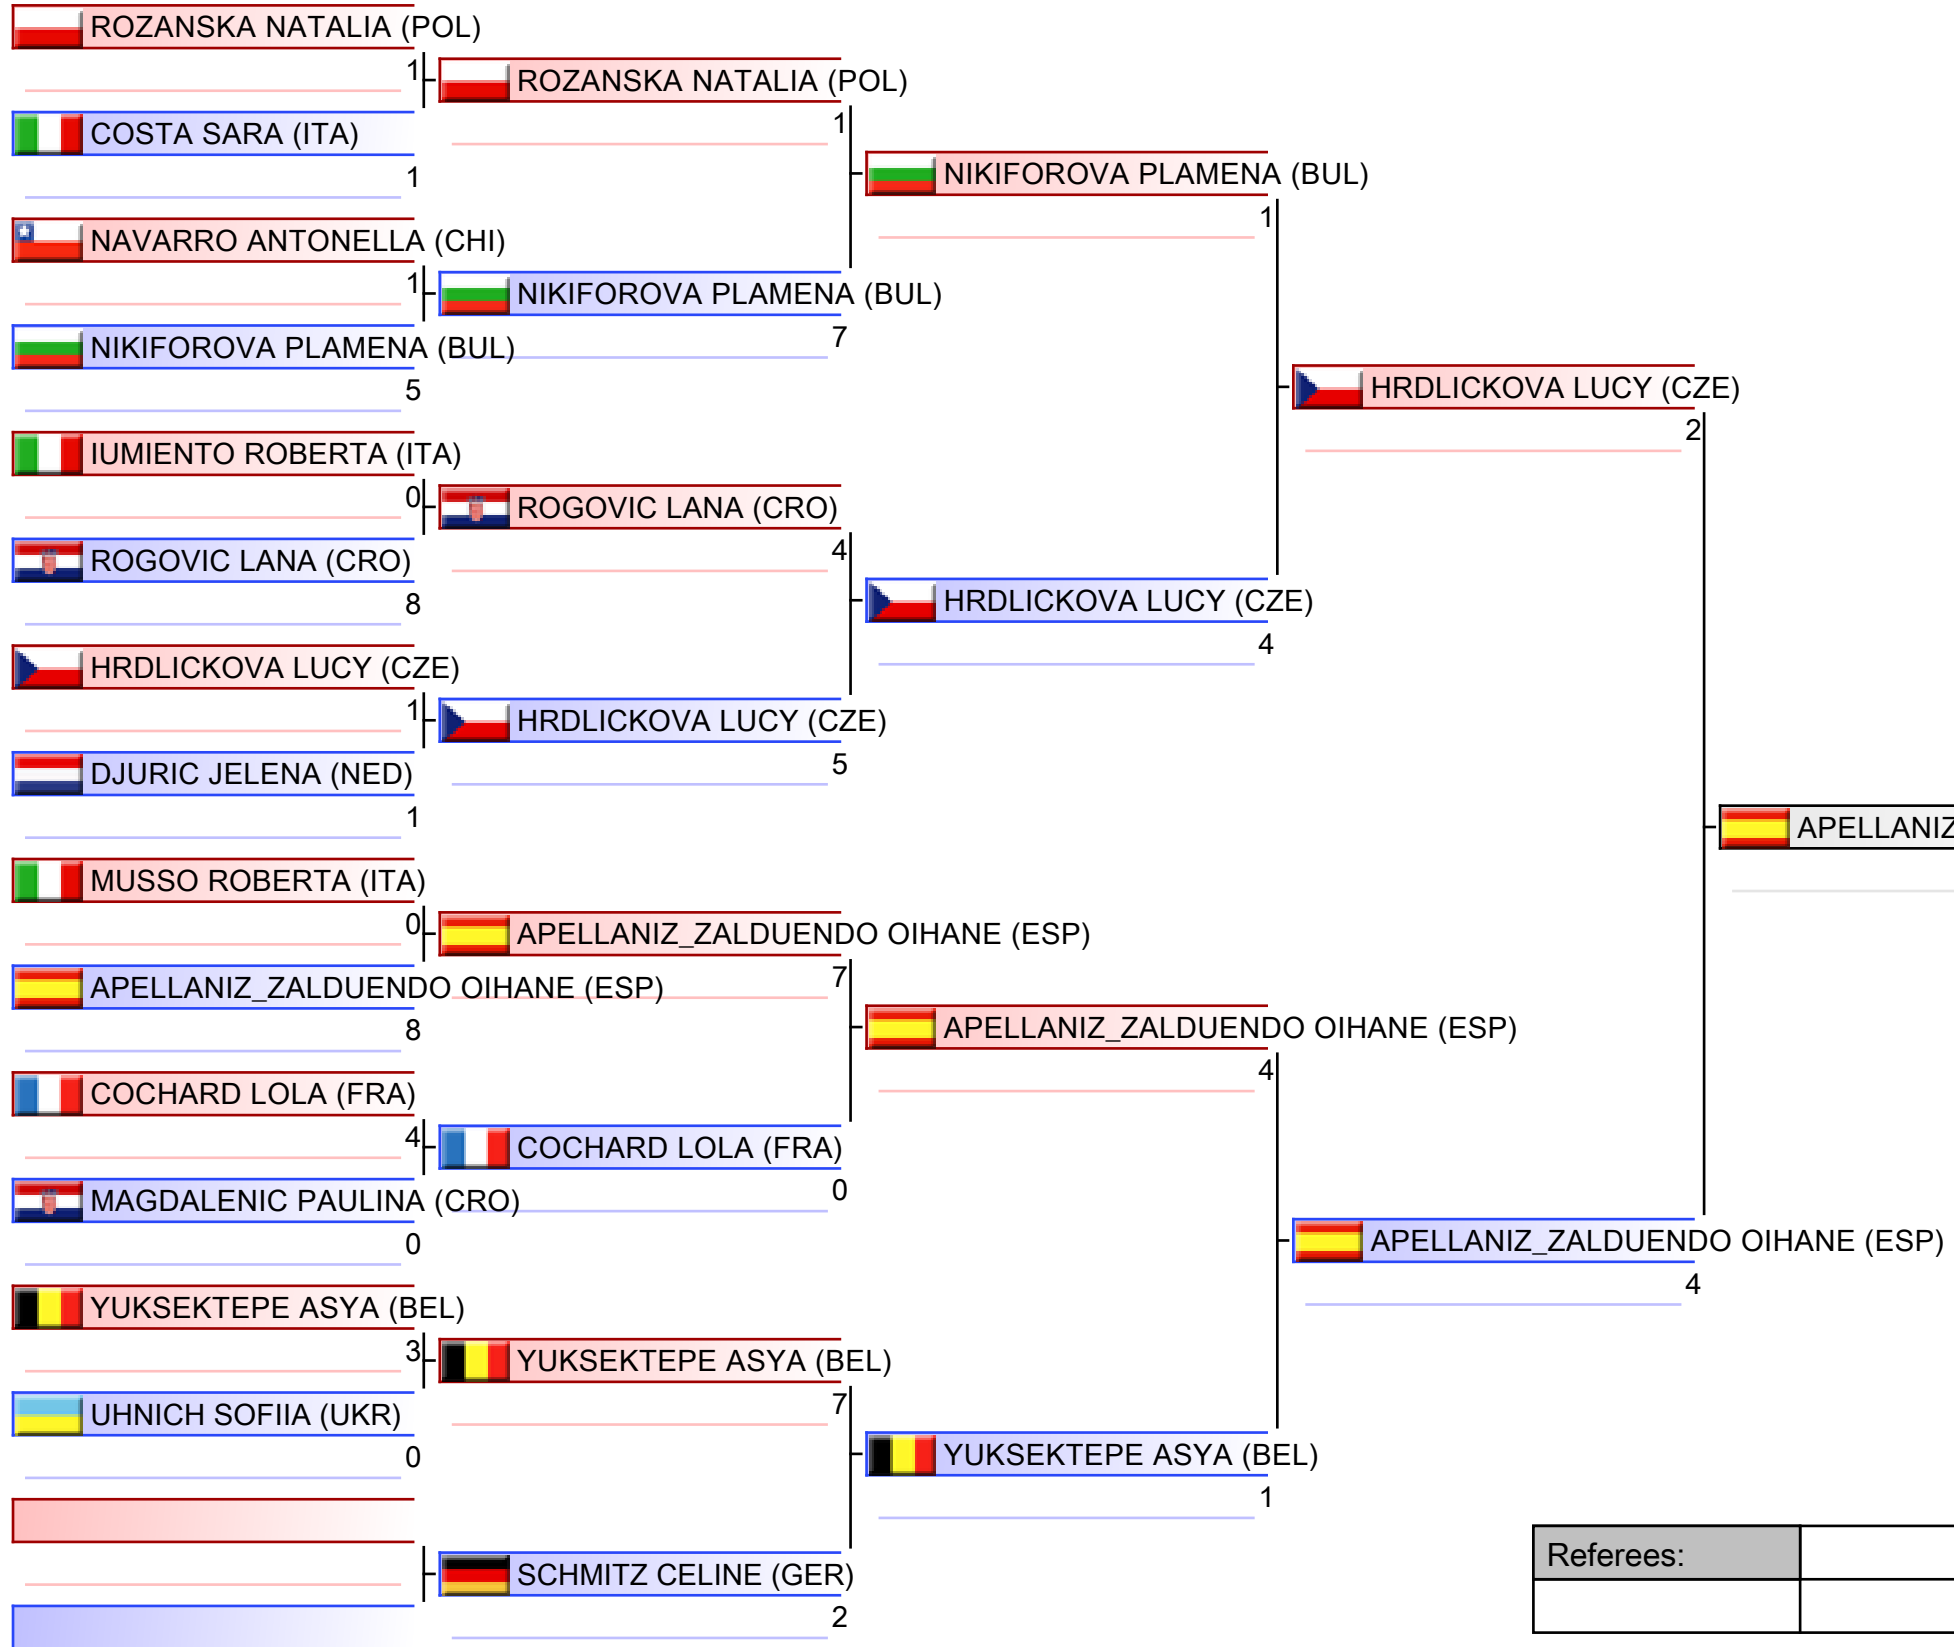 ROZANSKA NATALIA (POL)
1
COSTA SARA (ITA)
1
NAVARRO ANTONELLA (CHI)
1
NIKIFOROVA PLAMENA (BUL)
5
IUMIENTO ROBERTA (ITA)
0
ROGOVIC LANA (CRO)
8
HRDLICKOVA LUCY (CZE)
1
DJURIC JELENA (NED)
1
MUSSO ROBERTA (ITA)
0
APELLANIZ_ZALDUENDO OIHANE (ESP)
8
COCHARD LOLA (FRA)
4
MAGDALENIC PAULINA (CRO)
0
YUKSEKTEPE ASYA (BEL)
3
UHNICH SOFIIA (UKR)
0
ROZANSKA NATALIA (POL)
1
NIKIFOROVA PLAMENA (BUL)
7
ROGOVIC LANA (CRO)
4
HRDLICKOVA LUCY (CZE)
5
APELLANIZ_ZALDUENDO OIHANE (ESP)
7
COCHARD LOLA (FRA)
0
YUKSEKTEPE ASYA (BEL)
7
SCHMITZ CELINE (GER)
2
NIKIFOROVA PLAMENA (BUL)
1
HRDLICKOVA LUCY (CZE)
4
APELLANIZ_ZALDUENDO OIHANE (ESP)
4
YUKSEKTEPE ASYA (BEL)
1
HRDLICKOVA LUCY (CZE)
2
APELLANIZ_ZALDUENDO OIHANE (ESP)
4
APELLANIZ
Referees: